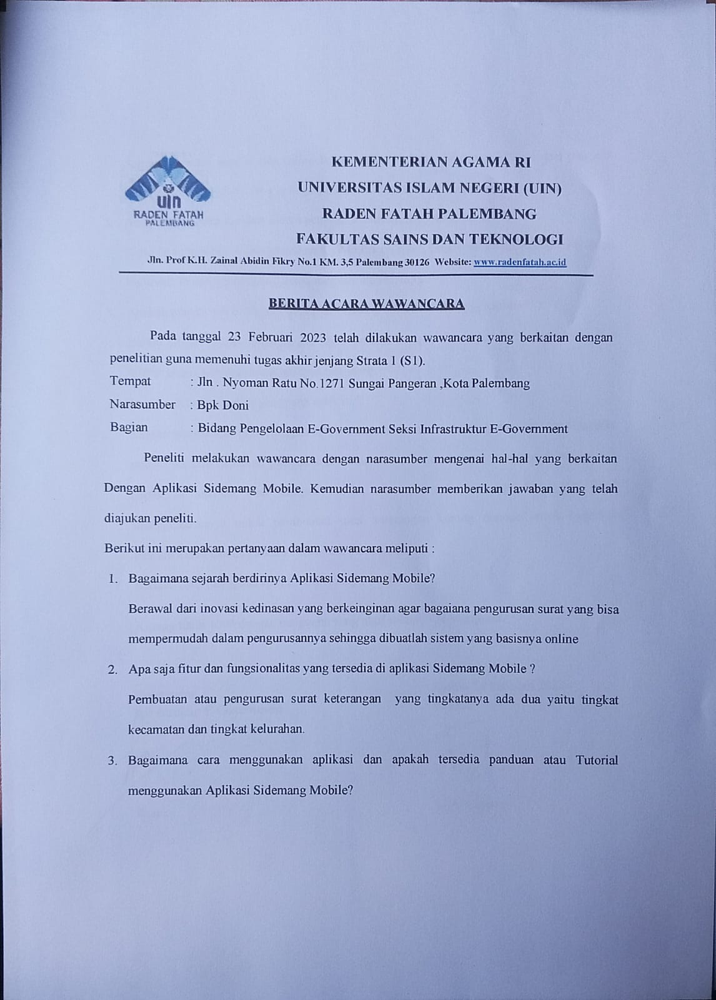 uin
RADEN FATAH
PALEMBANG
KEMENTERIAN AGAMA RI
UNIVERSITAS ISLAM NEGERI (UIN)
RADEN FATAH PALEMBANG
FAKULTAS SAINS DAN TEKNOLOGI
Jln. Prof K.H. Zainal Abidin Fikry No.1 KM. 3,5 Palembang 30126 Website: www.radenfatah.ac.id
BERITA ACARA WAWANCARA
Pada tanggal 23 Februari 2023 telah dilakukan wawancara yang berkaitan dengan
penelitian guna memenuhi tugas akhir jenjang Strata 1 (S1).
Tempat : Jln . Nyoman Ratu No.1271 Sungai Pangeran ,Kota Palembang
Narasumber : Bpk Doni
Bagian : Bidang Pengelolaan E-Government Seksi Infrastruktur E-Government
Peneliti melakukan wawancara dengan narasumber mengenai hal-hal yang berkaitan
Dengan Aplikasi Sidemang Mobile. Kemudian narasumber memberikan jawaban yang telah
diajukan peneliti.
Berikut ini merupakan pertanyaan dalam wawancara meliputi :
1. Bagaimana sejarah berdirinya Aplikasi Sidemang Mobile?
Berawal dari inovasi kedinasan yang berkeinginan agar bagaiana pengurusan surat yang bisa
mempermudah dalam pengurusannya sehingga dibuatlah sistem yang basisnya online
2. Apa saja fitur dan fungsionalitas yang tersedia di aplikasi Sidemang Mobile ?
Pembuatan atau pengurusan surat keterangan yang tingkatanya ada dua yaitu tingkat
kecamatan dan tingkat kelurahan.
3. Bagaimana cara menggunakan aplikasi dan apakah tersedia panduan atau Tutorial
menggunakan Aplikasi Sidemang Mobile?